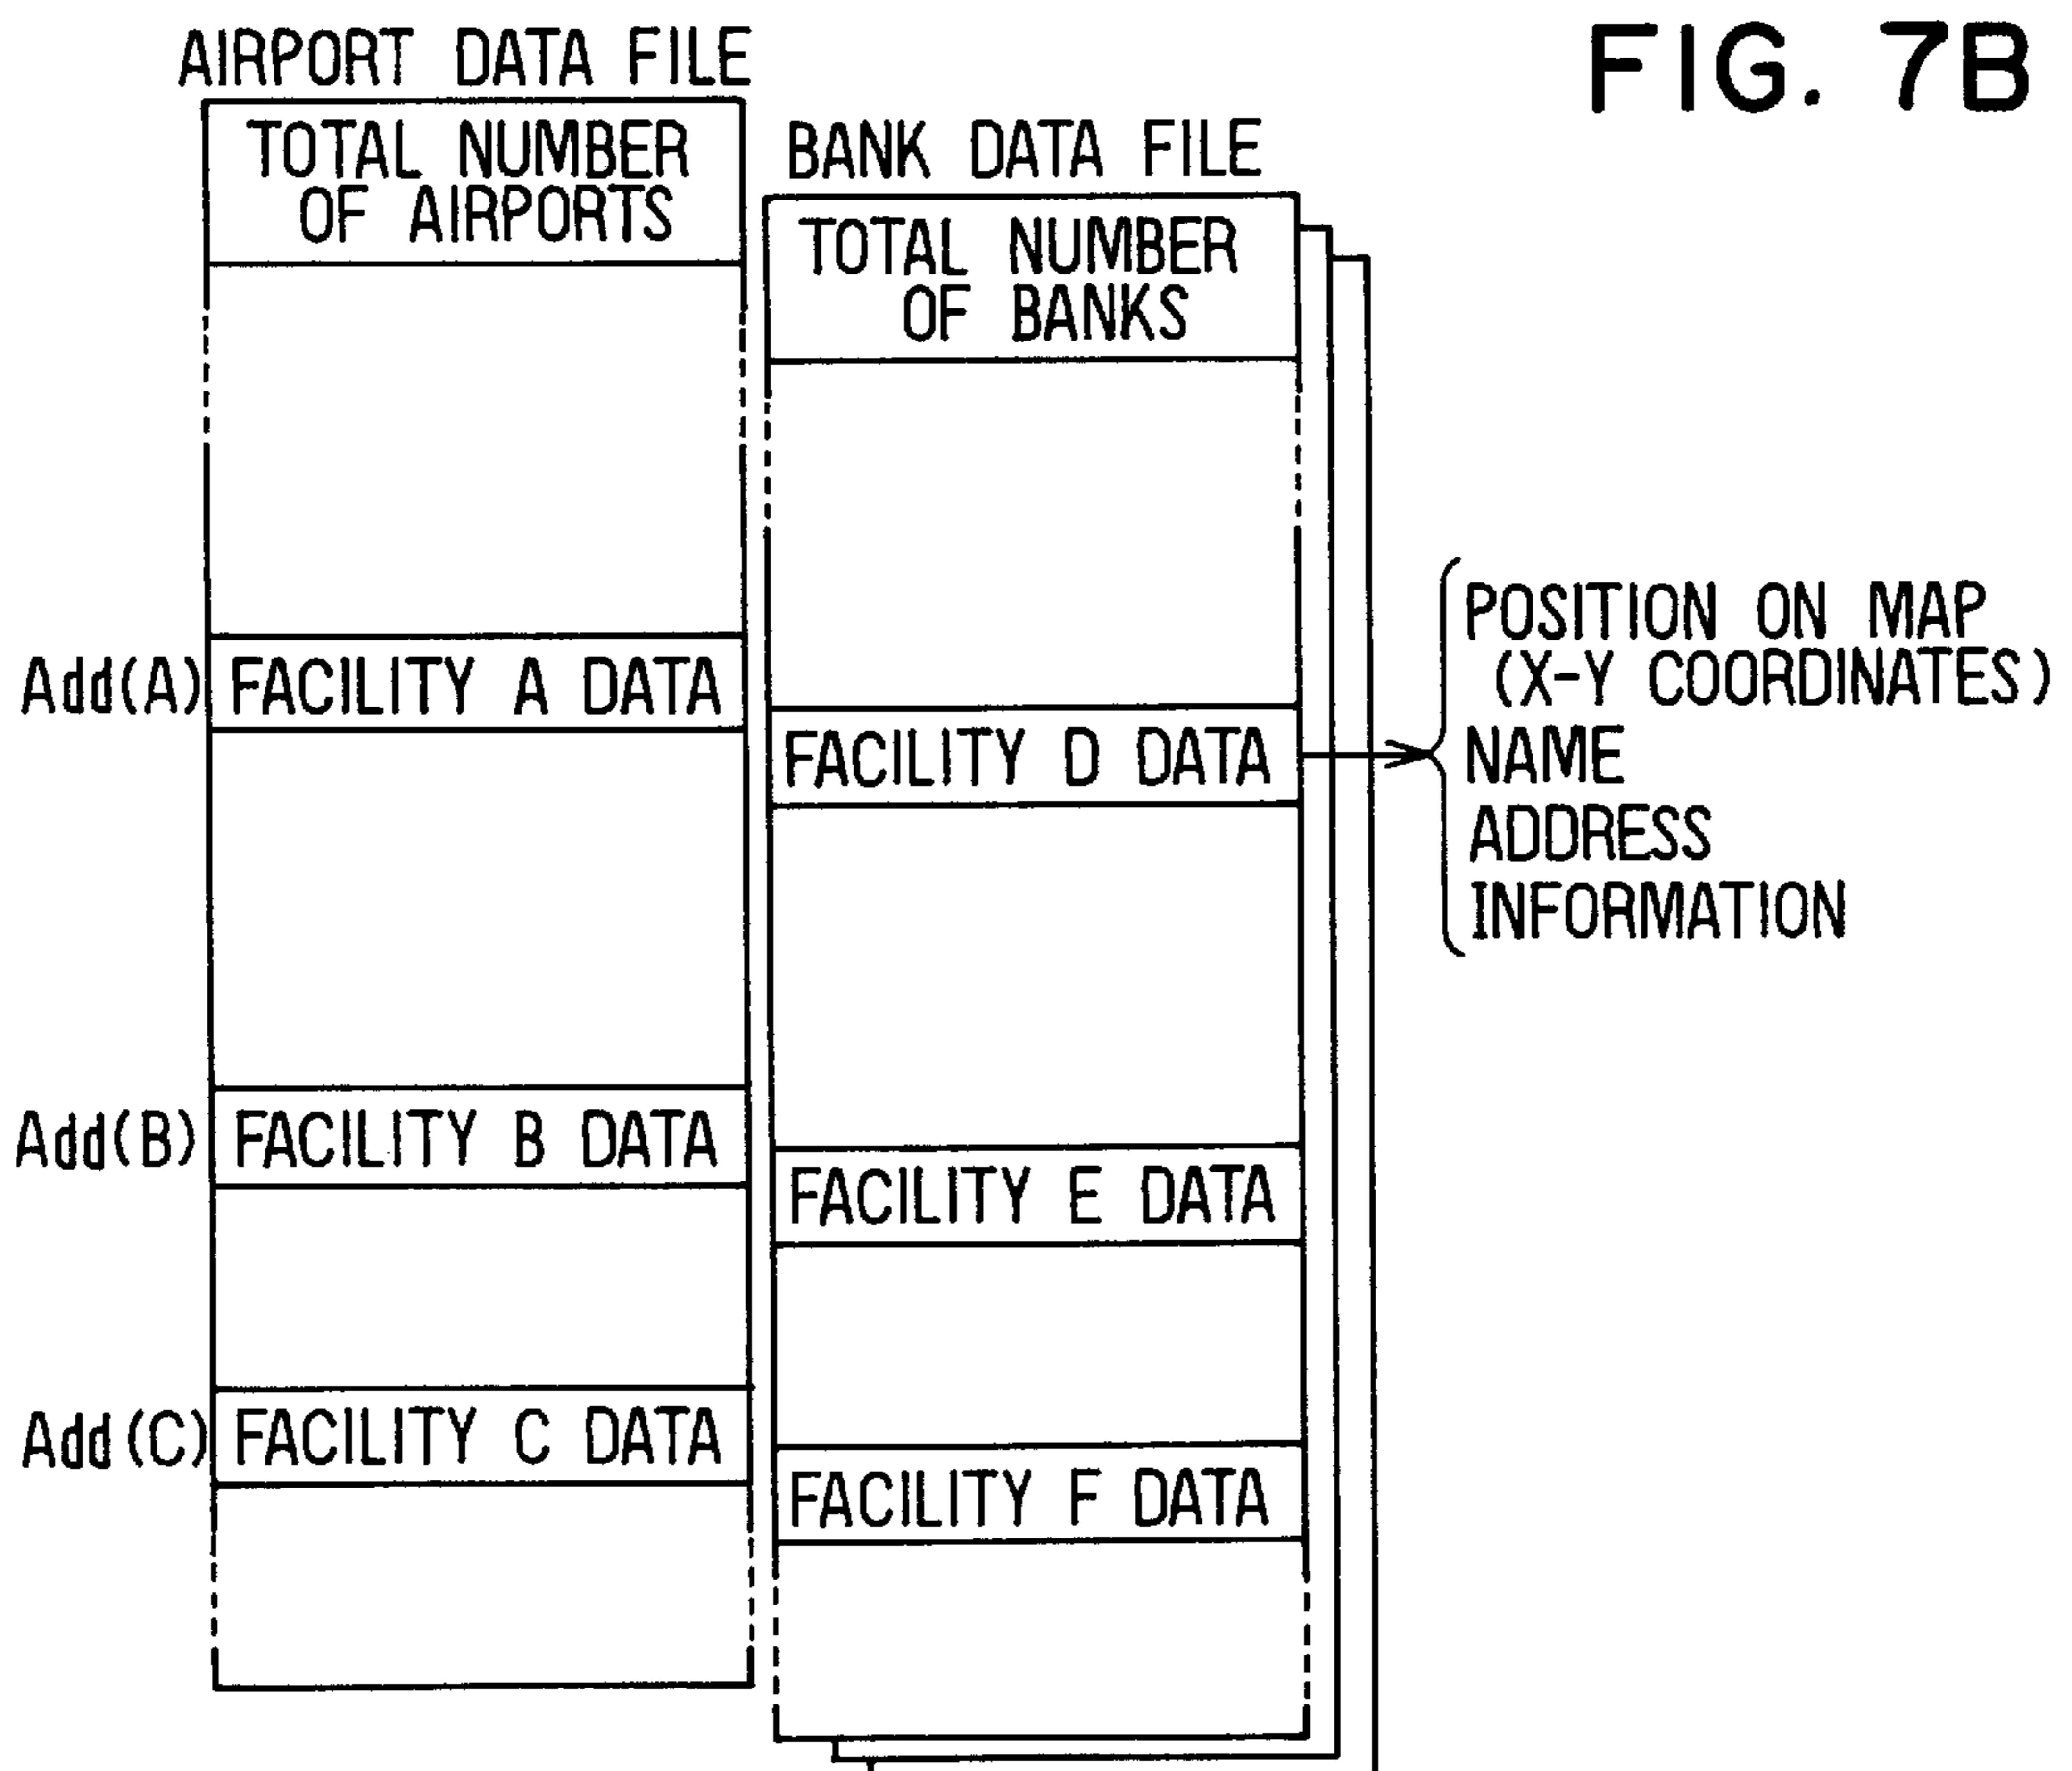 FIG. 7B
AIRPORT DATA FILE
TOTAL NUMBER
OF AIRPORTS
Add(A)
FACILITY A DATA
Add(B)
FACILITY B DATA
Add(C)
FACILITY C DATA
BANK DATA FILE
TOTAL NUMBER
OF BANKS
FACILITY D DATA
FACILITY E DATA
FACILITY F DATA
POSITION ON MAP
(X-Y COORDINATES)
NAME
ADDRESS
INFORMATION